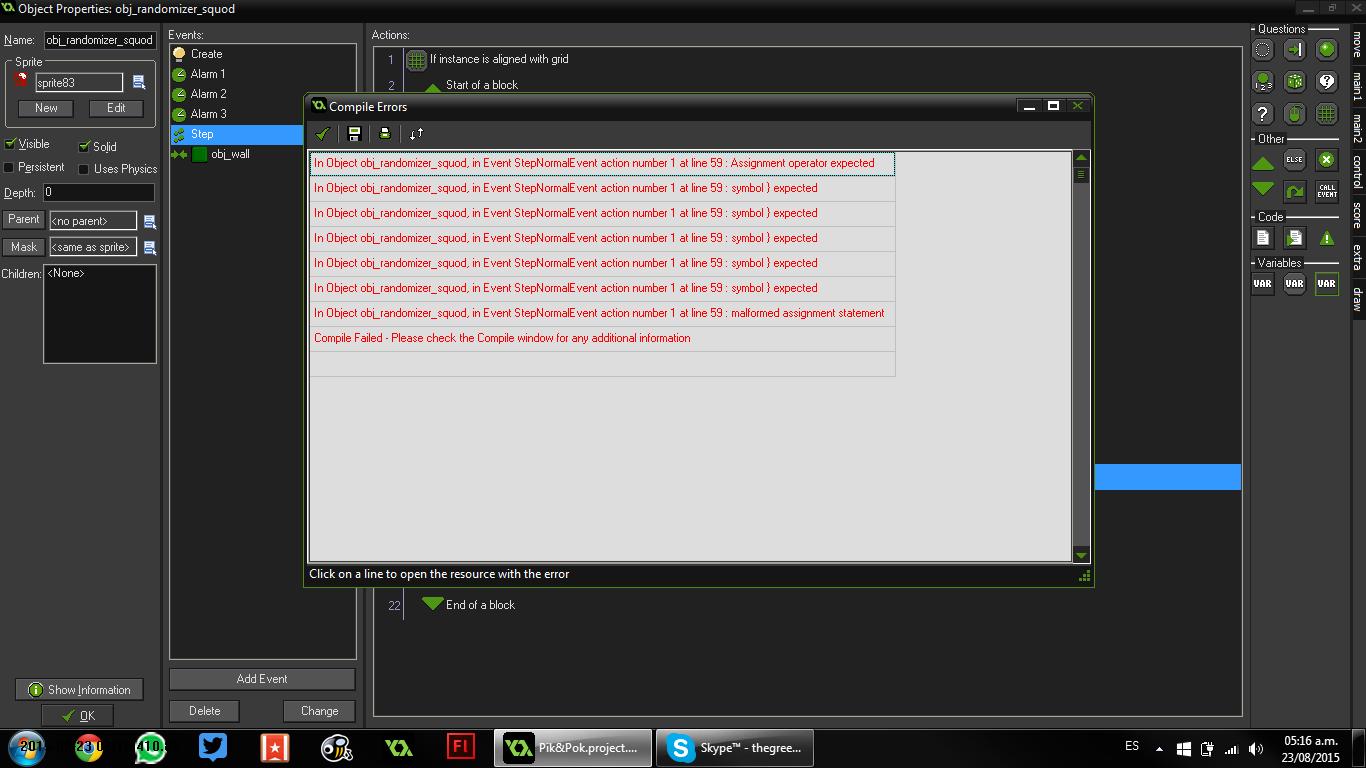 Object Properties: obj_randomizer_squod
Name: obj_randomizer_squod
Sprite
sprite83
New Edit
Visible Solid
Persistent Uses Physics
Depth: 0
Parent <no parent>
Mask <same as sprite>
Children: <None>
Show Information
OK
Events:
Create
Alarm 1
Alarm 2
Alarm 3
Step
obj_wall
Add Event
Delete Change
Actions:
1 If instance is aligned with grid
2 Start of a block
22 End of a block
Compile Errors
In Object obj_randomizer_squod, in Event StepNormalEvent action number 1 at line 59 : Assignment operator expected
In Object obj_randomizer_squod, in Event StepNormalEvent action number 1 at line 59 : symbol } expected
In Object obj_randomizer_squod, in Event StepNormalEvent action number 1 at line 59 : symbol } expected
In Object obj_randomizer_squod, in Event StepNormalEvent action number 1 at line 59 : symbol } expected
In Object obj_randomizer_squod, in Event StepNormalEvent action number 1 at line 59 : symbol } expected
In Object obj_randomizer_squod, in Event StepNormalEvent action number 1 at line 59 : symbol } expected
In Object obj_randomizer_squod, in Event StepNormalEvent action number 1 at line 59 : malformed assignment statement
Compile Failed - Please check the Compile window for any additional information
Click on a line to open the resource with the error
Questions
1 2 3
Other
ELSE
CALL
EVENT
Code
Variables
VAR VAR VAR
move
main1
main2
control
score
extra
draw
Fl
Pik&Pok.project....
Skype™ - thegree...
ES
05:16 a.m.
23/08/2015